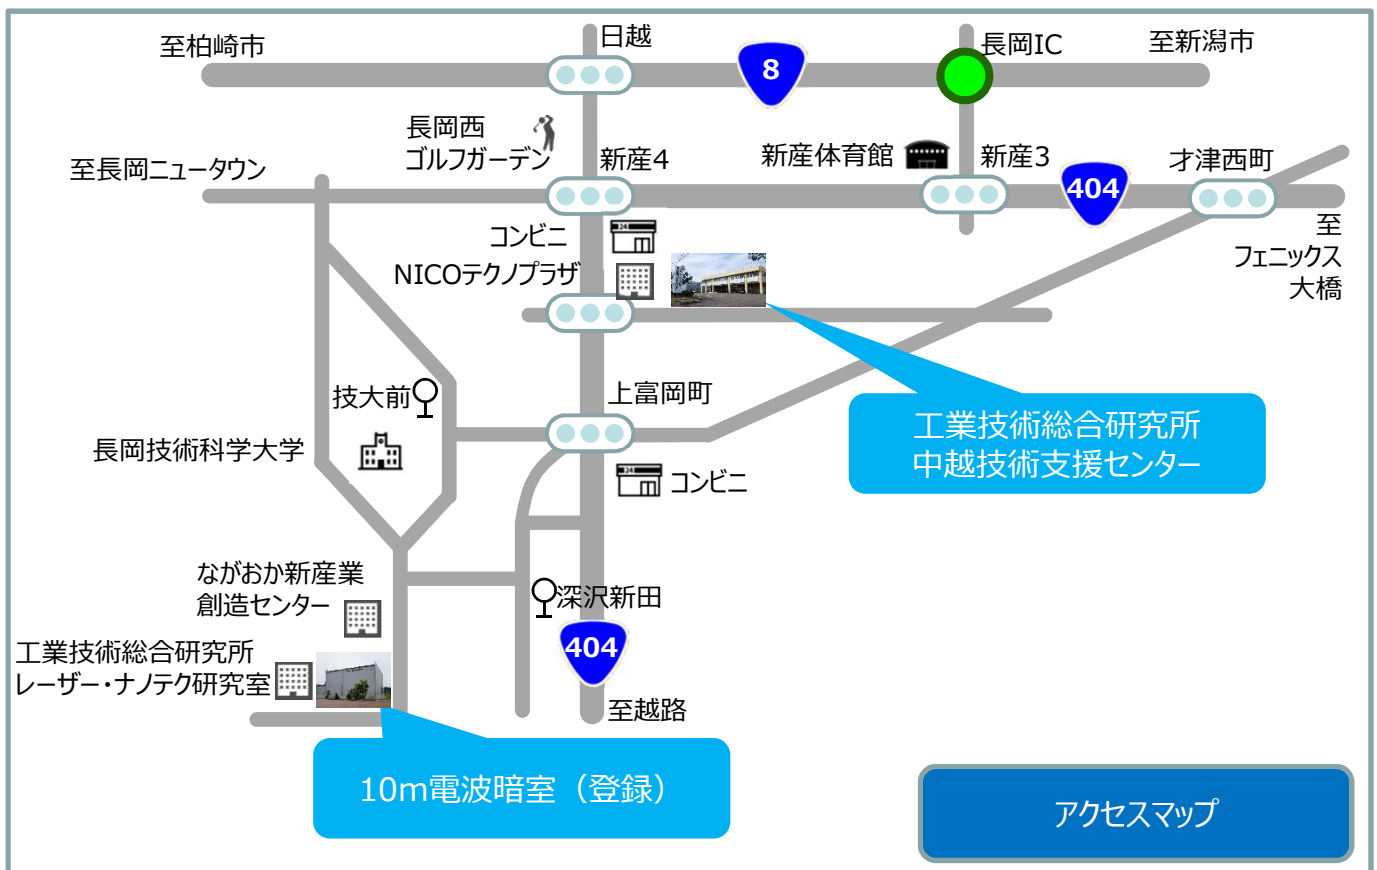 日越
至柏崎市
8
長岡IC
至新潟市
長岡西
ゴルフガーデン
新産4
新産体育館
新産3
才津西町
至長岡ニュータウン
404
コンビニ
24
至
フェニックス
大橋
NICOテクノプラザ
技大前
上富岡町
工業技術総合研究所
中越技術支援センター
長岡技術科学大学
24
コンビニ
ながおか新産業
創造センター
深沢新田
404
工業技術総合研究所
レーザー・ナノテク研究室
至越路
10m電波暗室（登録）
アクセスマップ